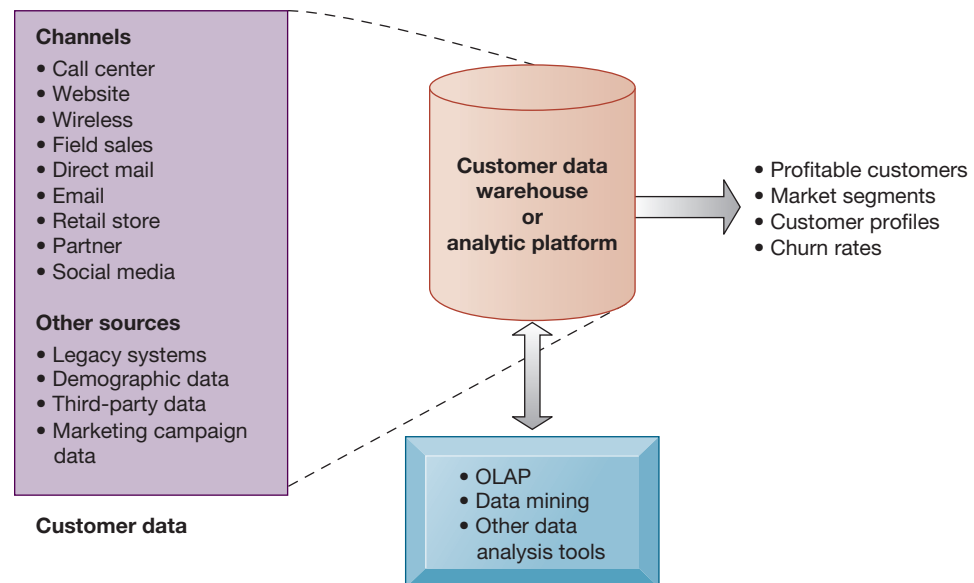 Channels
• Call center
• Website
• Wireless
• Field sales
• Direct mail
• Email
• Retail store
• Partner
• Social media
Other sources
• Legacy systems
• Demographic data
• Third-party data
• Marketing campaign
data
Customer data
Customer data
warehouse
or
analytic platform
• Profitable customers
• Market segments
• Customer profiles
• Churn rates
• OLAP
• Data mining
• Other data
analysis tools